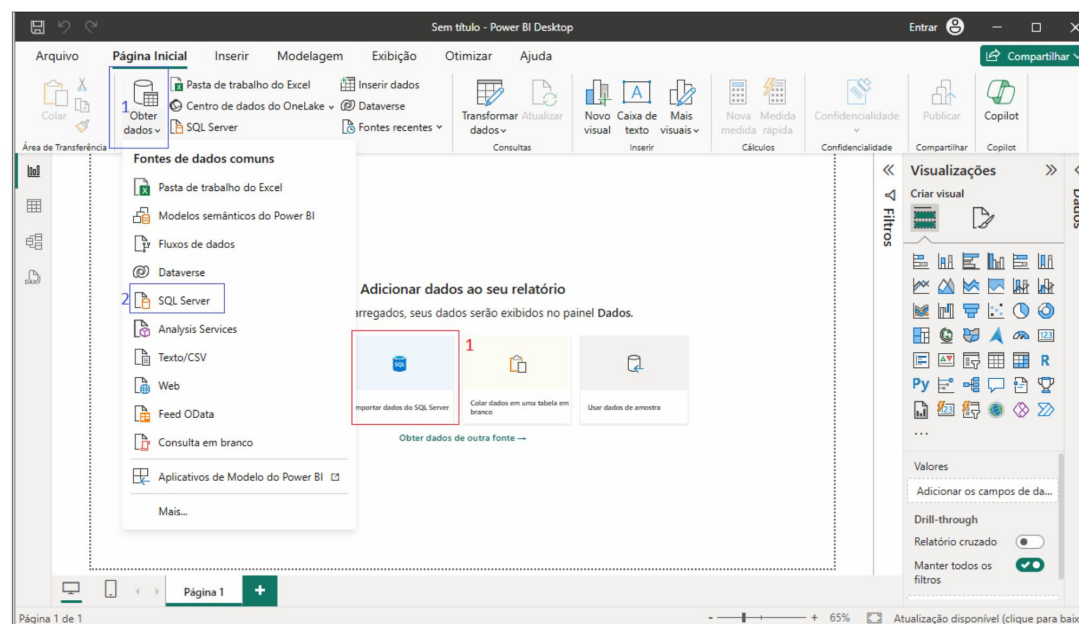 Sem título - Power BI Desktop
Entrar
Arquivo
Página Inicial
Inserir
Modelagem
Exibição
Otimizar
Ajuda
Compartilhar
Colar
1
Obter dados
Pasta de trabalho do Excel
Centro de dados do OneLake
SQL Server
Inserir dados
Dataverse
Fontes recentes
Transformar dados
Atualizar
Novo visual
A
Caixa de texto
Mais visuais
Nova medida
Medida rápida
Confidencialidade
Publicar
Copilot
Área de Transferência
Consultas
Inserir
Cálculos
Confidencialidade
Compartilhar
Copilot
Fontes de dados comuns
Pasta de trabalho do Excel
Modelos semânticos do Power BI
Fluxos de dados
Dataverse
2
SQL Server
Analysis Services
Texto/CSV
Web
Feed OData
Consulta em branco
Aplicativos de Modelo do Power BI
Mais...
Adicionar dados ao seu relatório
seus dados serão exibidos no painel Dados.
1
SQL
dados do SQL Server
Colar dados em uma tabela em
branco
Usar dados de amostra
Obter dados de outra fonte →
Filtros
Visualizações
Dados
Criar visual
123
R
Py
123
...
Valores
Adicionar os campos de da...
Drill-through
Relatório cruzado
Manter todos os
filtros
Página 1
+
Página 1 de 1
- + 65%
Atualização disponível (clique para